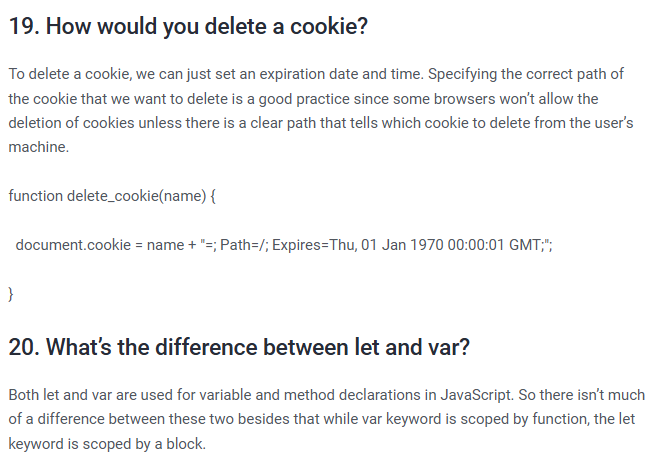 19. How would you delete a cookie?
To delete a cookie, we can just set an expiration date and time. Specifying the correct path of
the cookie that we want to delete is a good practice since some browsers won’t allow the
deletion of cookies unless there is a clear path that tells which cookie to delete from the user’s
machine.
function delete_cookie(name) {
document.cookie = name + "=; Path=/; Expires=Thu, 01 Jan 1970 00:00:01 GMT;";
}
20. What’s the difference between let and var?
Both let and var are used for variable and method declarations in JavaScript. So there isn’t much
of a difference between these two besides that while var keyword is scoped by function, the let
keyword is scoped by a block.